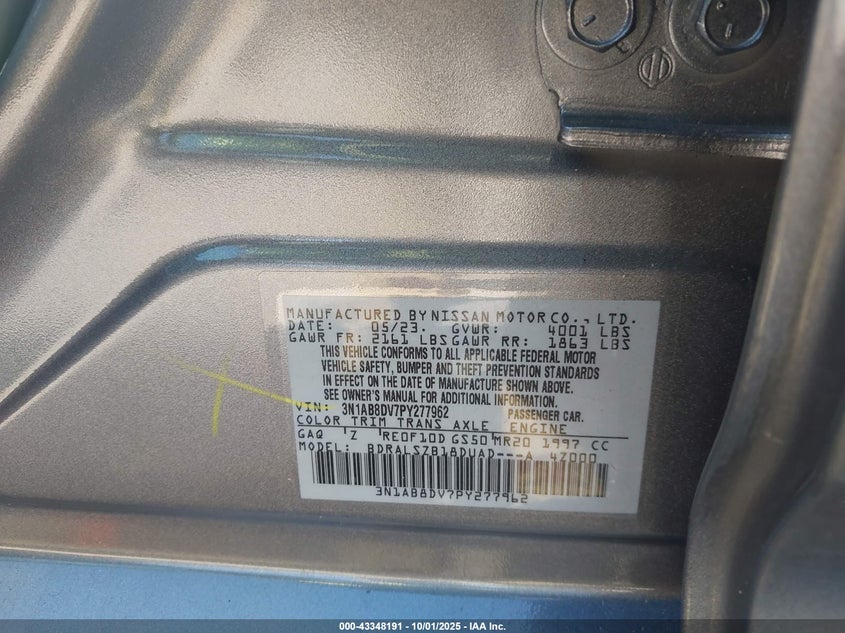 MANUFACTURED BY NISSAN MOTOR CO., LTD.
DATE: 05/23. GVWR: 4001 LBS
GAWR FR: 2161 LBS GAWR RR: 1863 LBS
THIS VEHICLE CONFORMS TO ALL APPLICABLE FEDERAL MOTOR
VEHICLE SAFETY, BUMPER AND THEFT PREVENTION STANDARDS
IN EFFECT ON THE DATE OF MANUFACTURE SHOWN ABOVE.
SEE OWNER'S MANUAL FOR ADDITIONAL INFORMATION.
VIN: 3N1AB8DV7PY277962 PASSENGER CAR.
COLOR TRIM TRANS AXLE ENGINE
GAQ Z RE0F10D GS50 MR20 1997 CC
MODEL: BDRALSZB18DUAD---A 4Z000
3N1AB8DV7PY277962
000-43348191 - 10/01/2025 - IAA Inc.